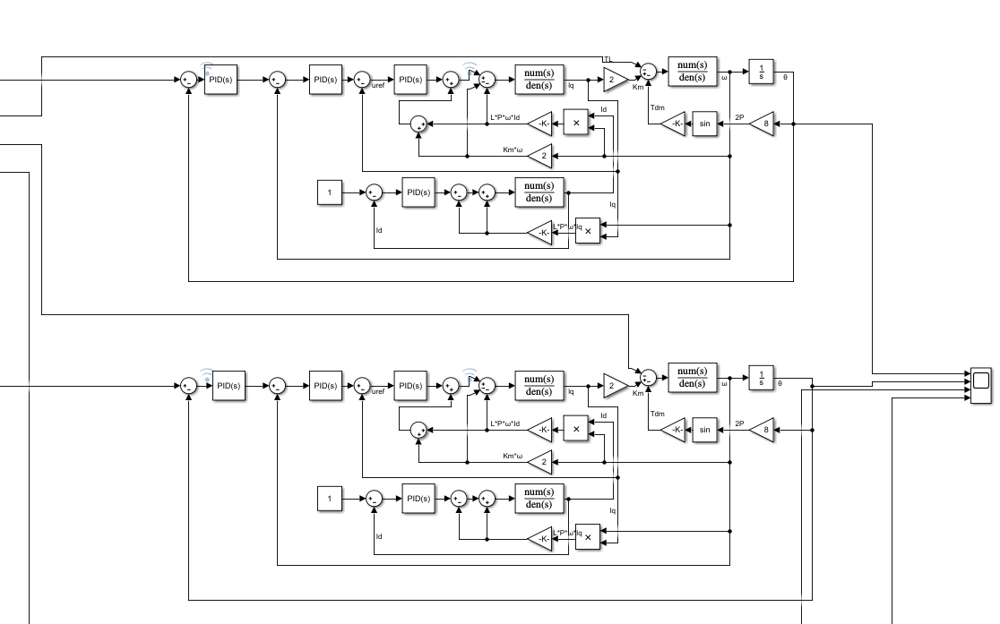 TL
PID(s)
PID(s)
uref
PID(s)
num(s)
den(s)
Iq
2
Km
num(s)
den(s)
ω
1
s
θ
Id
Tdm
L*P*ω*Id
-K-
×
-K-
sin
2P
8
Km*ω
2
1
PID(s)
num(s)
den(s)
Iq
Id
-K-
L*P*ω*Iq
×
PID(s)
PID(s)
uref
PID(s)
num(s)
den(s)
Iq
2
Km
num(s)
den(s)
ω
1
s
θ
Id
Tdm
L*P*ω*Id
-K-
×
-K-
sin
2P
8
Km*ω
2
1
PID(s)
num(s)
den(s)
Iq
Id
-K-
L*P*ω*Iq
×